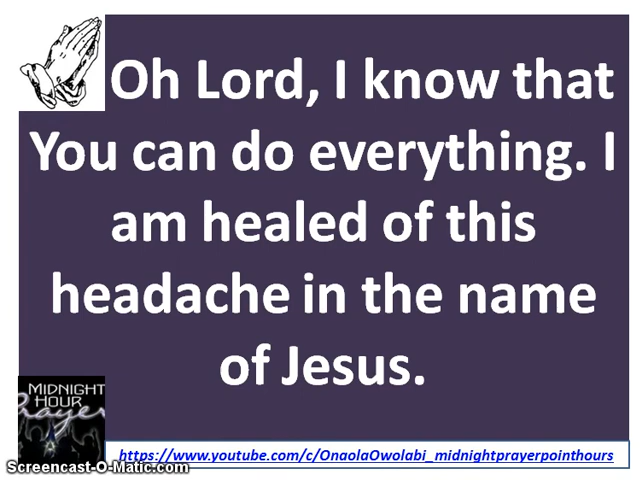 Oh Lord, I know that
You can do everything. I
am healed of this
headache in the name
of Jesus.
MIDNIGHT
HOUR
Prayer
https://www.youtube.com/c/OnaolaOwolabi_midnightprayerpointhours
Screencast-O-Matic.com